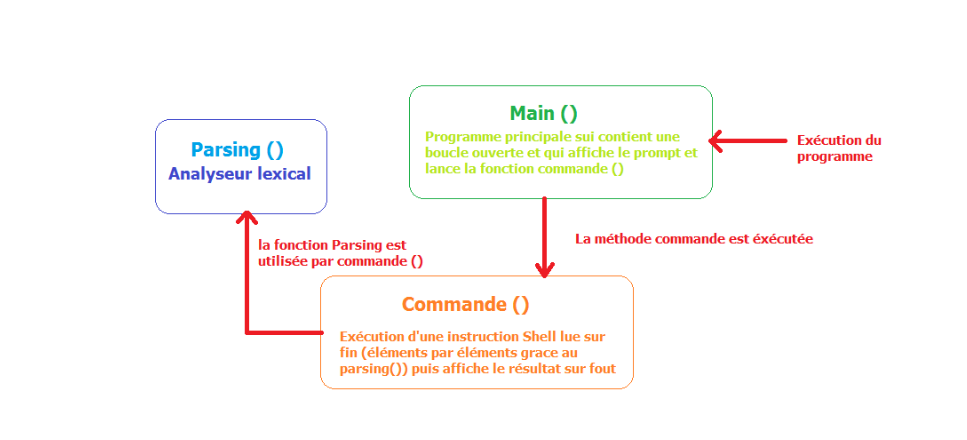 Main ()
Programme principale sui contient une
boucle ouverte et qui affiche le prompt et
lance la fonction commande ()
Exécution du
programme
Parsing ()
Analyseur lexical
la fonction Parsing est
utilisée par commande ()
La méthode commande est éxécutée
Commande ()
Exécution d'une instruction Shell lue sur
fin (éléments par éléments grace au
parsing()) puis affiche le résultat sur fout